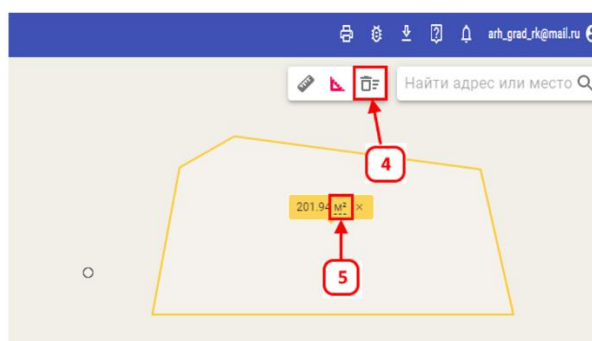 arh_grad_rk@mail.ru
Найти адрес или место
4
201.94 м² ×
5